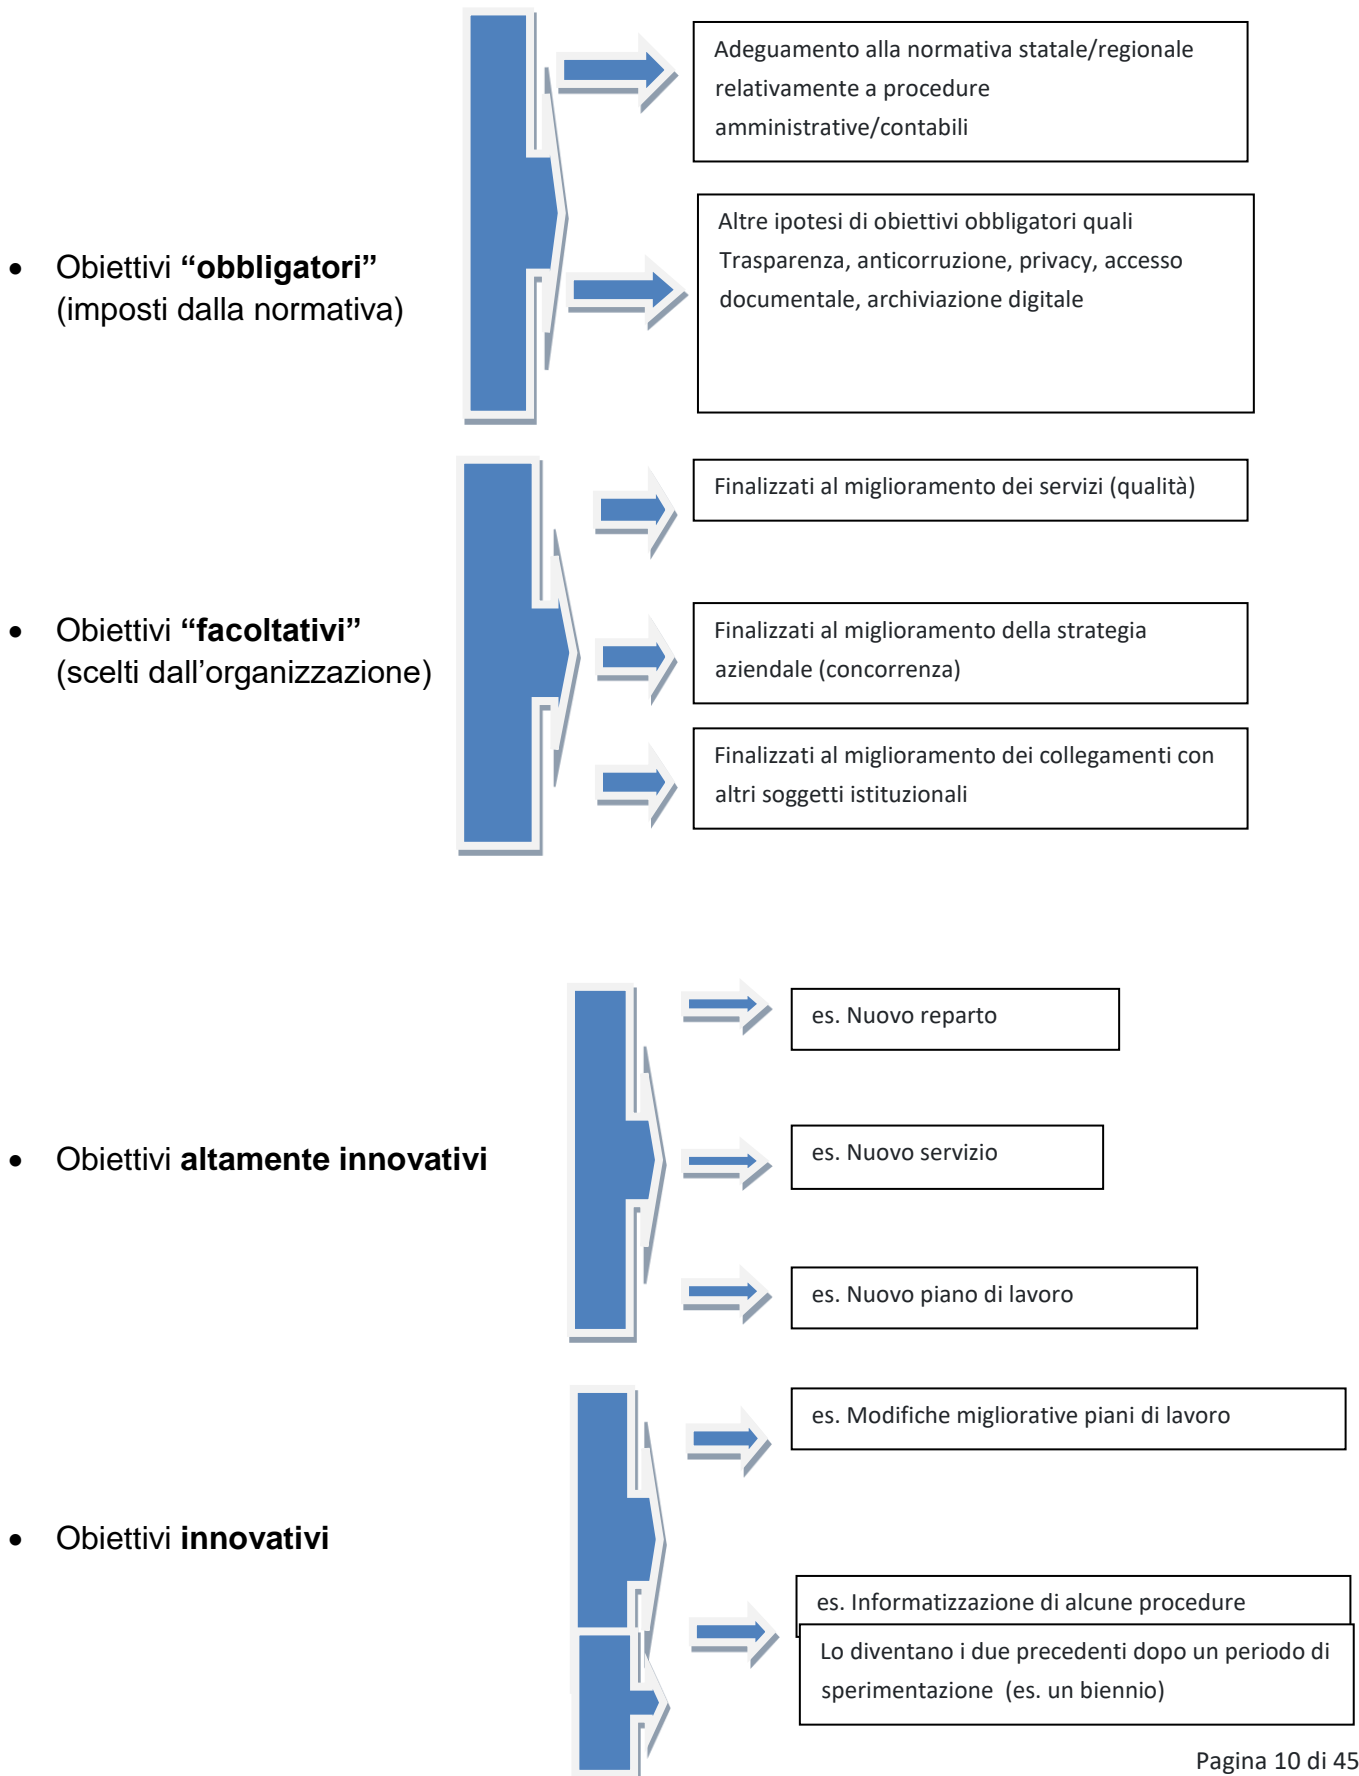 Adeguamento alla normativa statale/regionale
relativamente a procedure
amministrative/contabili
• Obiettivi “obbligatori”
(imposti dalla normativa)
Altre ipotesi di obiettivi obbligatori quali
Trasparenza, anticorruzione, privacy, accesso
documentale, archiviazione digitale
Finalizzati al miglioramento dei servizi (qualità)
• Obiettivi “facoltativi”
(scelti dall’organizzazione)
Finalizzati al miglioramento della strategia
aziendale (concorrenza)
Finalizzati al miglioramento dei collegamenti con
altri soggetti istituzionali
es. Nuovo reparto
• Obiettivi altamente innovativi
es. Nuovo servizio
es. Nuovo piano di lavoro
es. Modifiche migliorative piani di lavoro
• Obiettivi innovativi
es. Informatizzazione di alcune procedure
Lo diventano i due precedenti dopo un periodo di
sperimentazione (es. un biennio)
Pagina 10 di 45